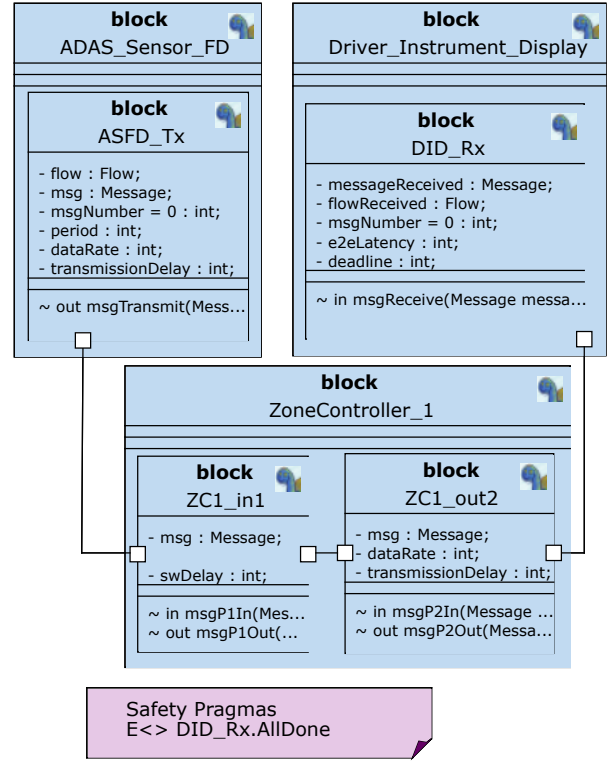 block
ADAS_Sensor_FD
block
ASFD_Tx
- flow : Flow;
- msg : Message;
- msgNumber = 0 : int;
- period : int;
- dataRate : int;
- transmissionDelay : int;
~ out msgTransmit(Mess...
block
Driver_Instrument_Display
block
DID_Rx
- messageReceived : Message;
- flowReceived : Flow;
- msgNumber = 0 : int;
- e2eLatency : int;
- deadline : int;
~ in msgReceive(Message messa...
block
ZoneController_1
block
ZC1_in1
- msg : Message;
- swDelay : int;
~ in msgP1In(Mes...
~ out msgP1Out(...
block
ZC1_out2
- msg : Message;
- dataRate : int;
- transmissionDelay : int;
~ in msgP2In(Message ...
~ out msgP2Out(Messa...
Safety Pragmas
E<> DID_Rx.AllDone